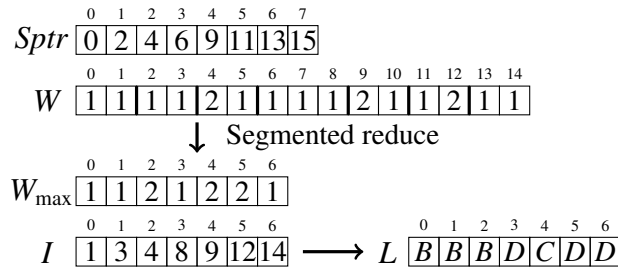 0 1 2 3 4 5 6 7
Sptr 0 2 4 6 9 11 13 15
0 1 2 3 4 5 6 7 8 9 10 11 12 13 14
W 1 1 1 1 2 1 1 1 1 2 1 1 2 1 1
Segmented reduce
0 1 2 3 4 5 6
Wmax 1 1 2 1 2 2 1
0 1 2 3 4 5 6 0 1 2 3 4 5 6
I 1 3 4 8 9 12 14 L B B B D C D D